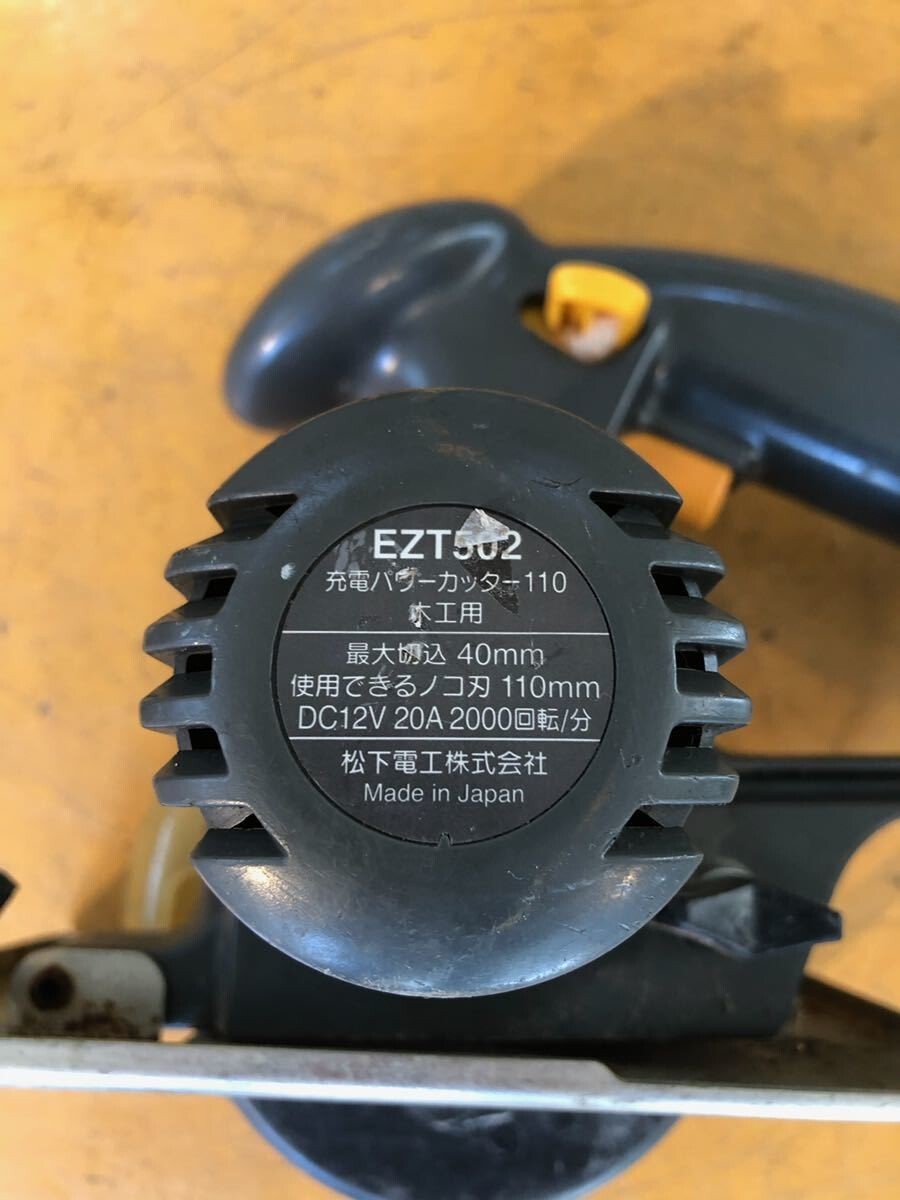 EZT502
充電パワーカッター110
木工用
最大切込 40mm
使用できるノコ刃 110mm
DC12V 20A 2000回転/分
松下電工株式会社
Made in Japan